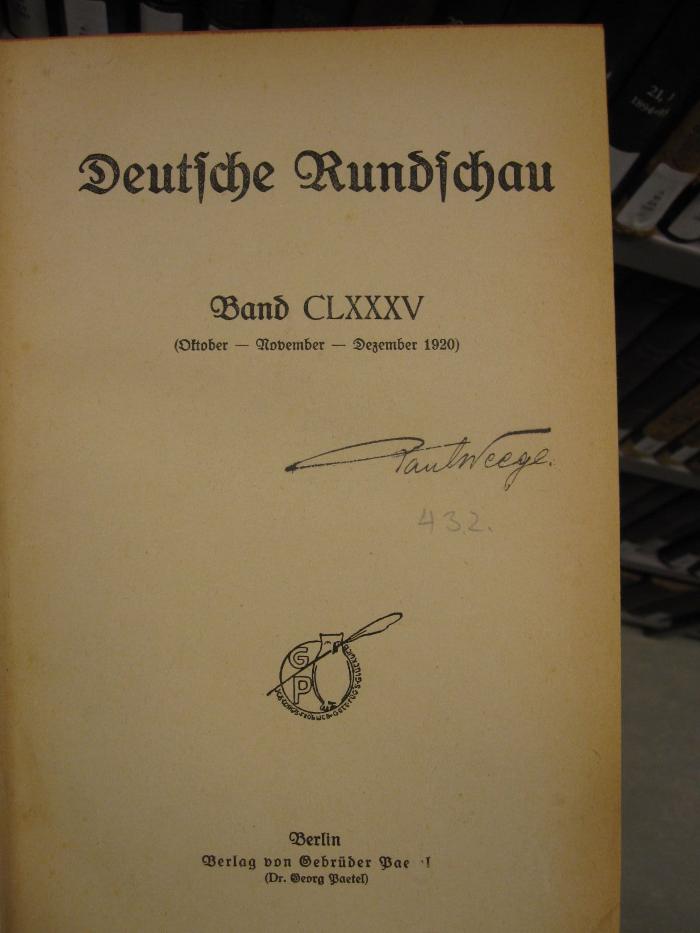 Deutſche Rundſchau
Band CLXXXV
(Oktober — November — Dezember 1920)
Paul Weege.
432.
G
P
Berlin
Verlag von Gebrüder Pae l
(Dr. Georg Paetel)
21,